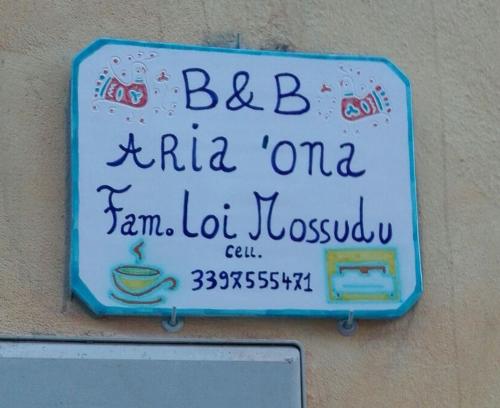 B&B
ARia 'ona
Fam. Loi Mossudu
Cell.
3397555471